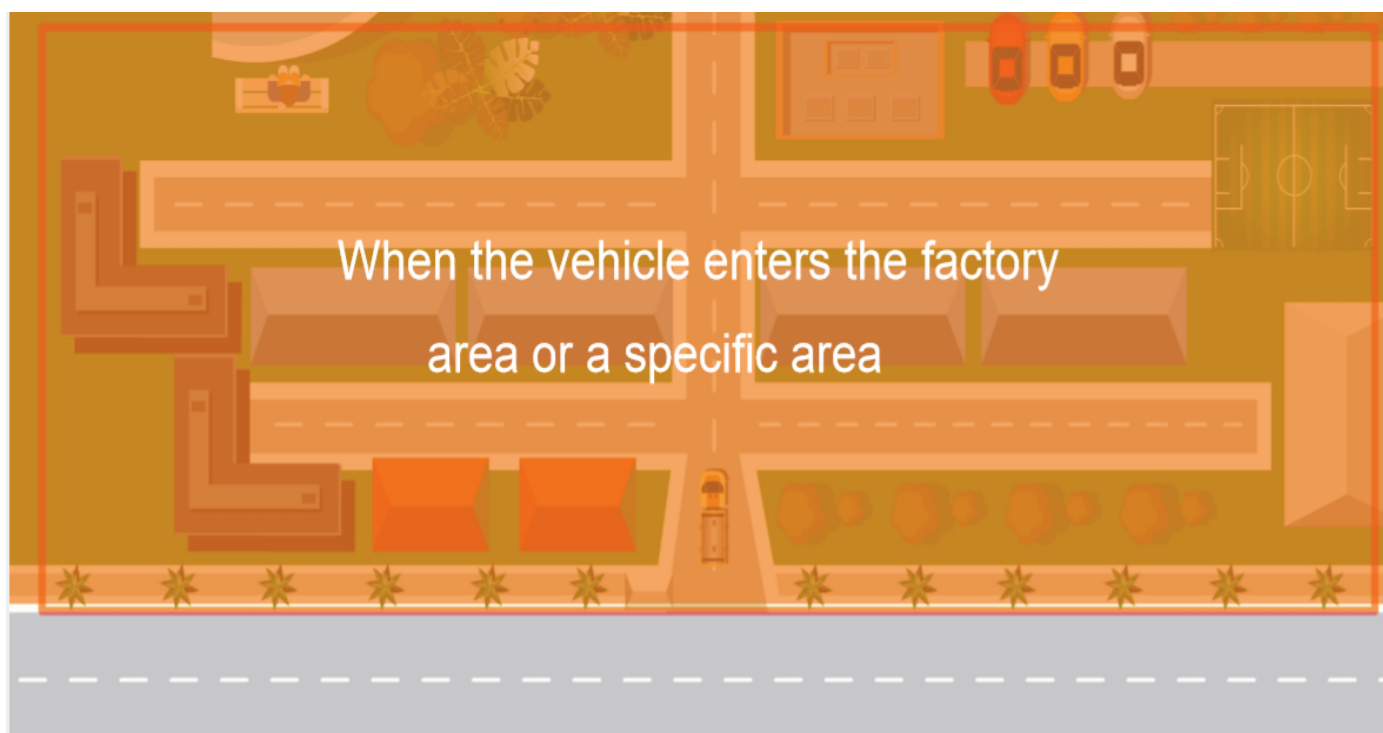 When the vehicle enters the factory
area or a specific area